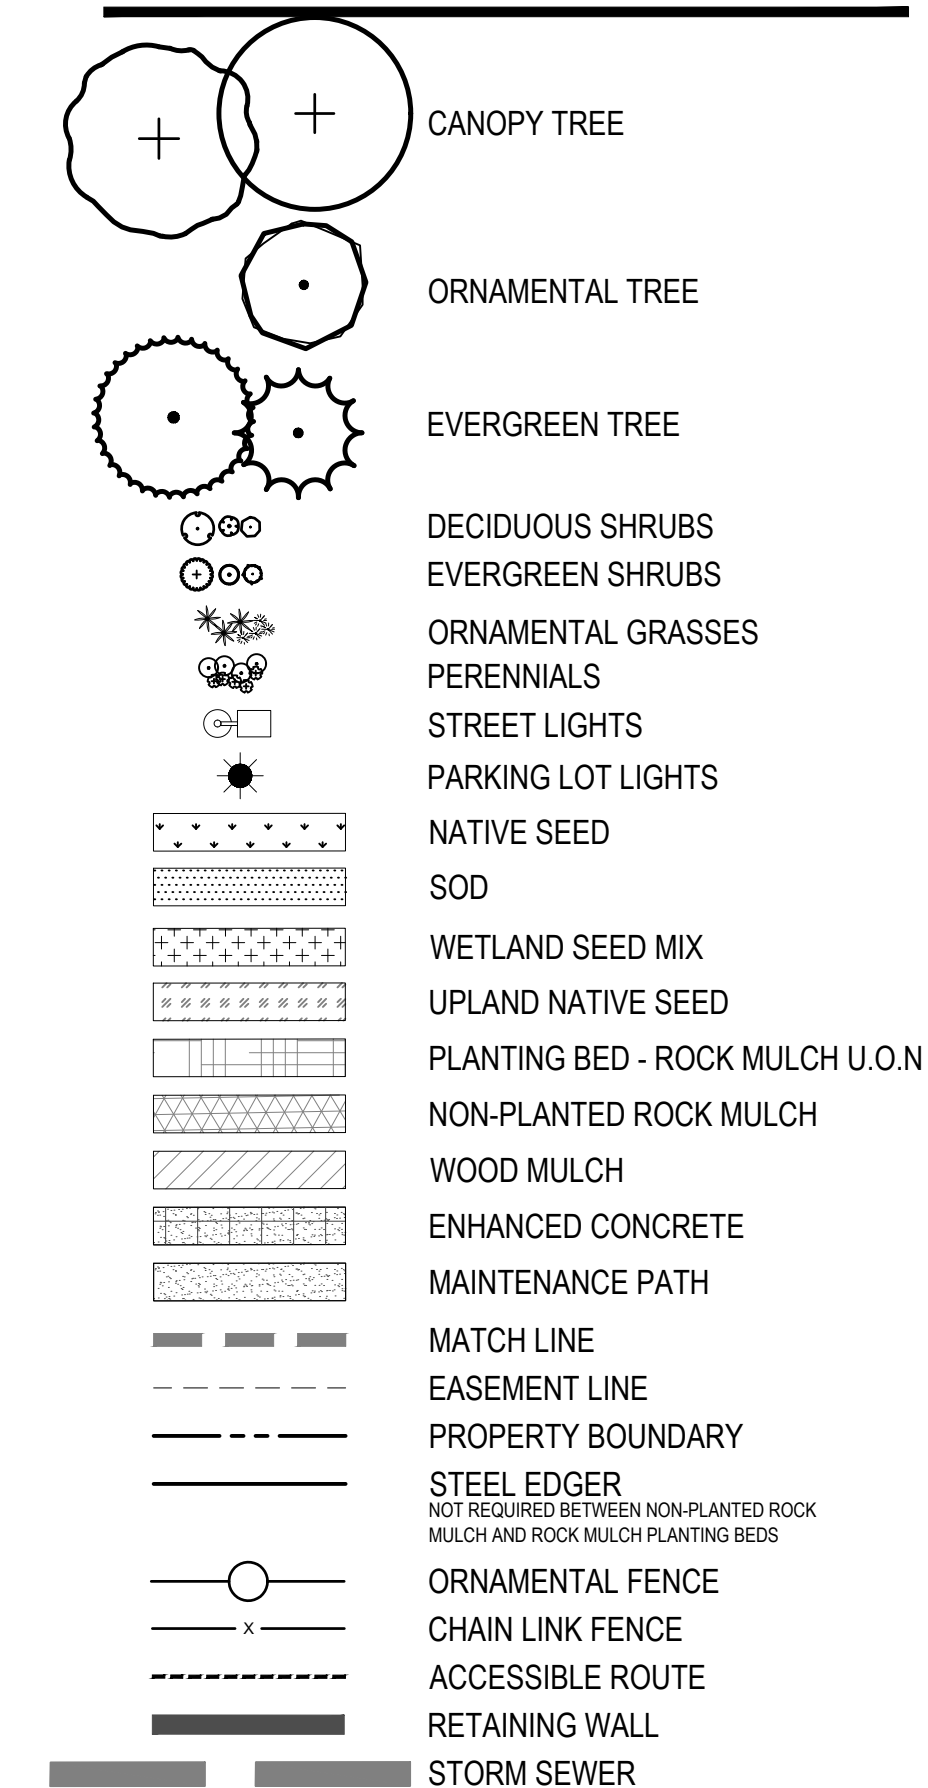 CANOPY TREE
ORNAMENTAL TREE
EVERGREEN TREE
DECIDUOUS SHRUBS
EVERGREEN SHRUBS
ORNAMENTAL GRASSES
PERENNIALS
STREET LIGHTS
PARKING LOT LIGHTS
NATIVE SEED
SOD
WETLAND SEED MIX
UPLAND NATIVE SEED
PLANTING BED - ROCK MULCH U.O.N
NON-PLANTED ROCK MULCH
WOOD MULCH
ENHANCED CONCRETE
MAINTENANCE PATH
MATCH LINE
EASEMENT LINE
PROPERTY BOUNDARY
STEEL EDGER
NOT REQUIRED BETWEEN NON-PLANTED ROCK
MULCH AND ROCK MULCH PLANTING BEDS
ORNAMENTAL FENCE
X CHAIN LINK FENCE
ACCESSIBLE ROUTE
RETAINING WALL
STORM SEWER